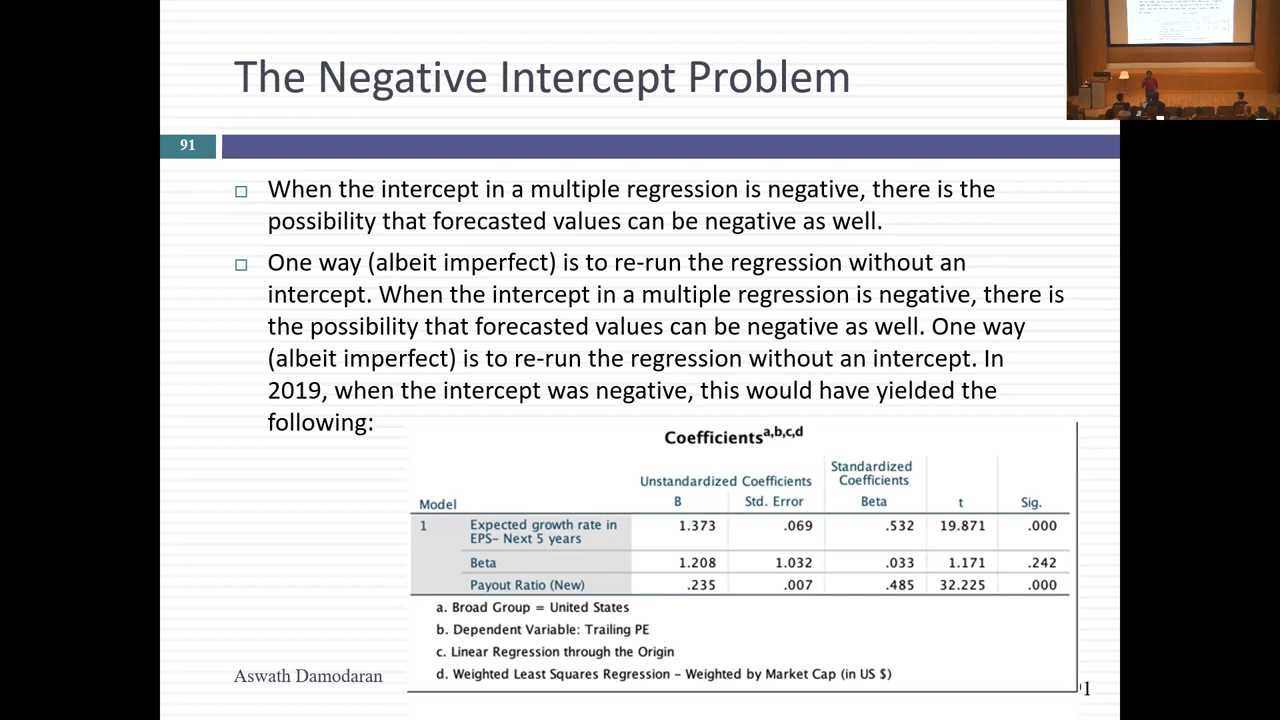 The Negative Intercept Problem
91
When the intercept in a multiple regression is negative, there is the
possibility that forecasted values can be negative as well.
One way (albeit imperfect) is to re-run the regression without an
intercept. When the intercept in a multiple regression is negative, there is
the possibility that forecasted values can be negative as well. One way
(albeit imperfect) is to re-run the regression without an intercept. In
2019, when the intercept was negative, this would have yielded the
following:
Coefficientsa,b,c,d
Unstandardized Coefficients
Standardized
Coefficients
Model B Std. Error Beta t Sig.
1 Expected growth rate in
EPS– Next 5 years
1.373 .069 .532 19.871 .000
Beta 1.208 1.032 .033 1.171 .242
Payout Ratio (New) .235 .007 .485 32.225 .000
a. Broad Group = United States
b. Dependent Variable: Trailing PE
c. Linear Regression through the Origin
d. Weighted Least Squares Regression – Weighted by Market Cap (in US $)
Aswath Damodaran